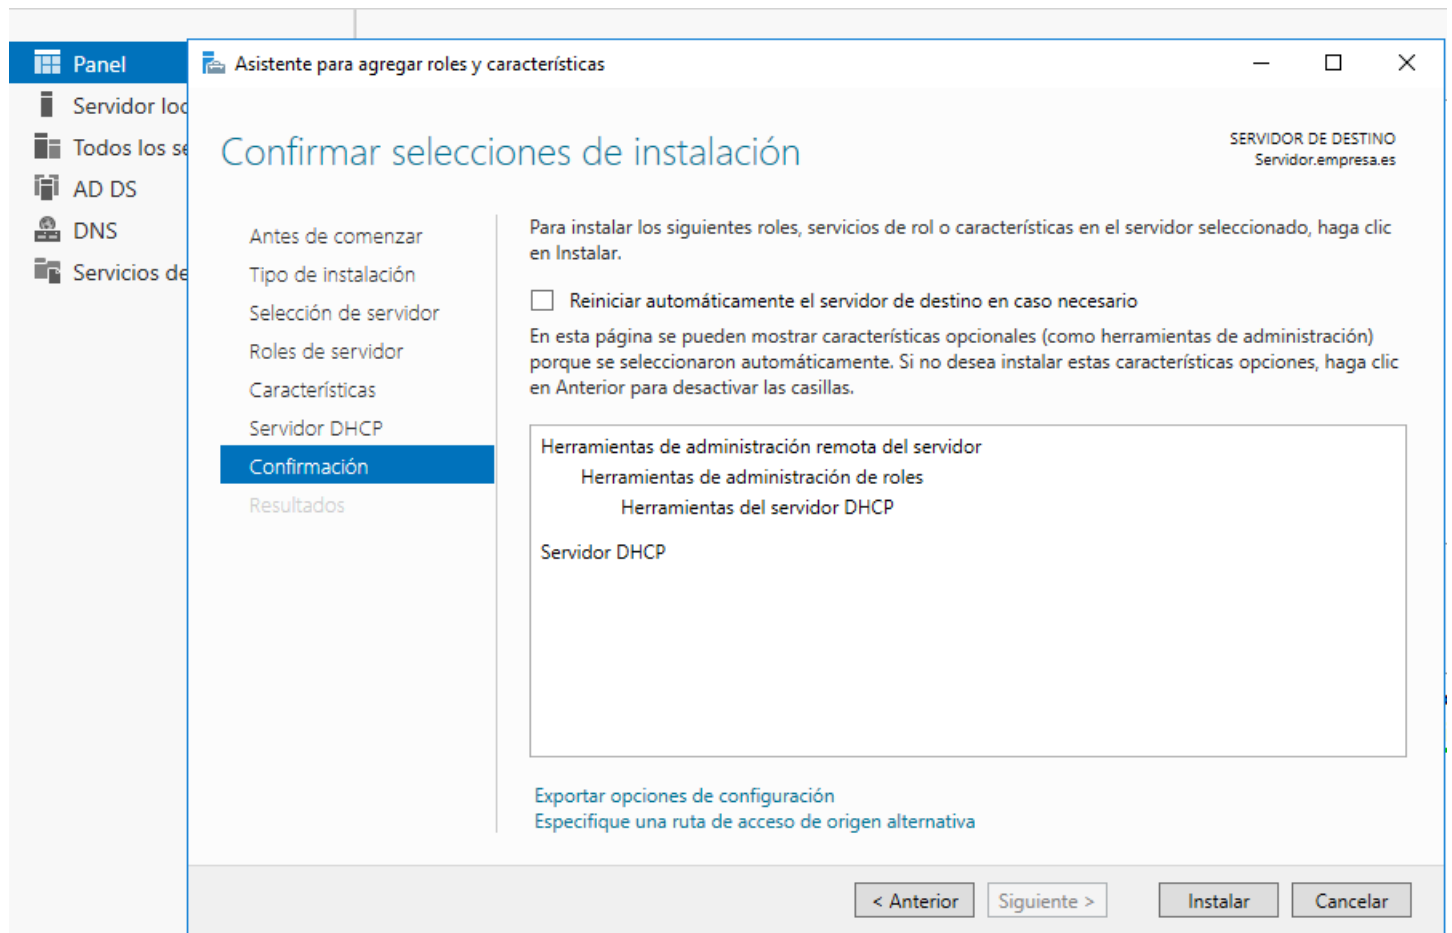 Panel
Servidor loc
Todos los se
AD DS
DNS
Servicios de
Asistente para agregar roles y características
Confirmar selecciones de instalación
SERVIDOR DE DESTINO
Servidor.empresa.es
Antes de comenzar
Tipo de instalación
Selección de servidor
Roles de servidor
Características
Servidor DHCP
Confirmación
Resultados
Para instalar los siguientes roles, servicios de rol o características en el servidor seleccionado, haga clic
en Instalar.
Reiniciar automáticamente el servidor de destino en caso necesario
En esta página se pueden mostrar características opcionales (como herramientas de administración)
porque se seleccionaron automáticamente. Si no desea instalar estas características opciones, haga clic
en Anterior para desactivar las casillas.
Herramientas de administración remota del servidor
Herramientas de administración de roles
Herramientas del servidor DHCP
Servidor DHCP
Exportar opciones de configuración
Especifique una ruta de acceso de origen alternativa
< Anterior
Siguiente >
Instalar
Cancelar